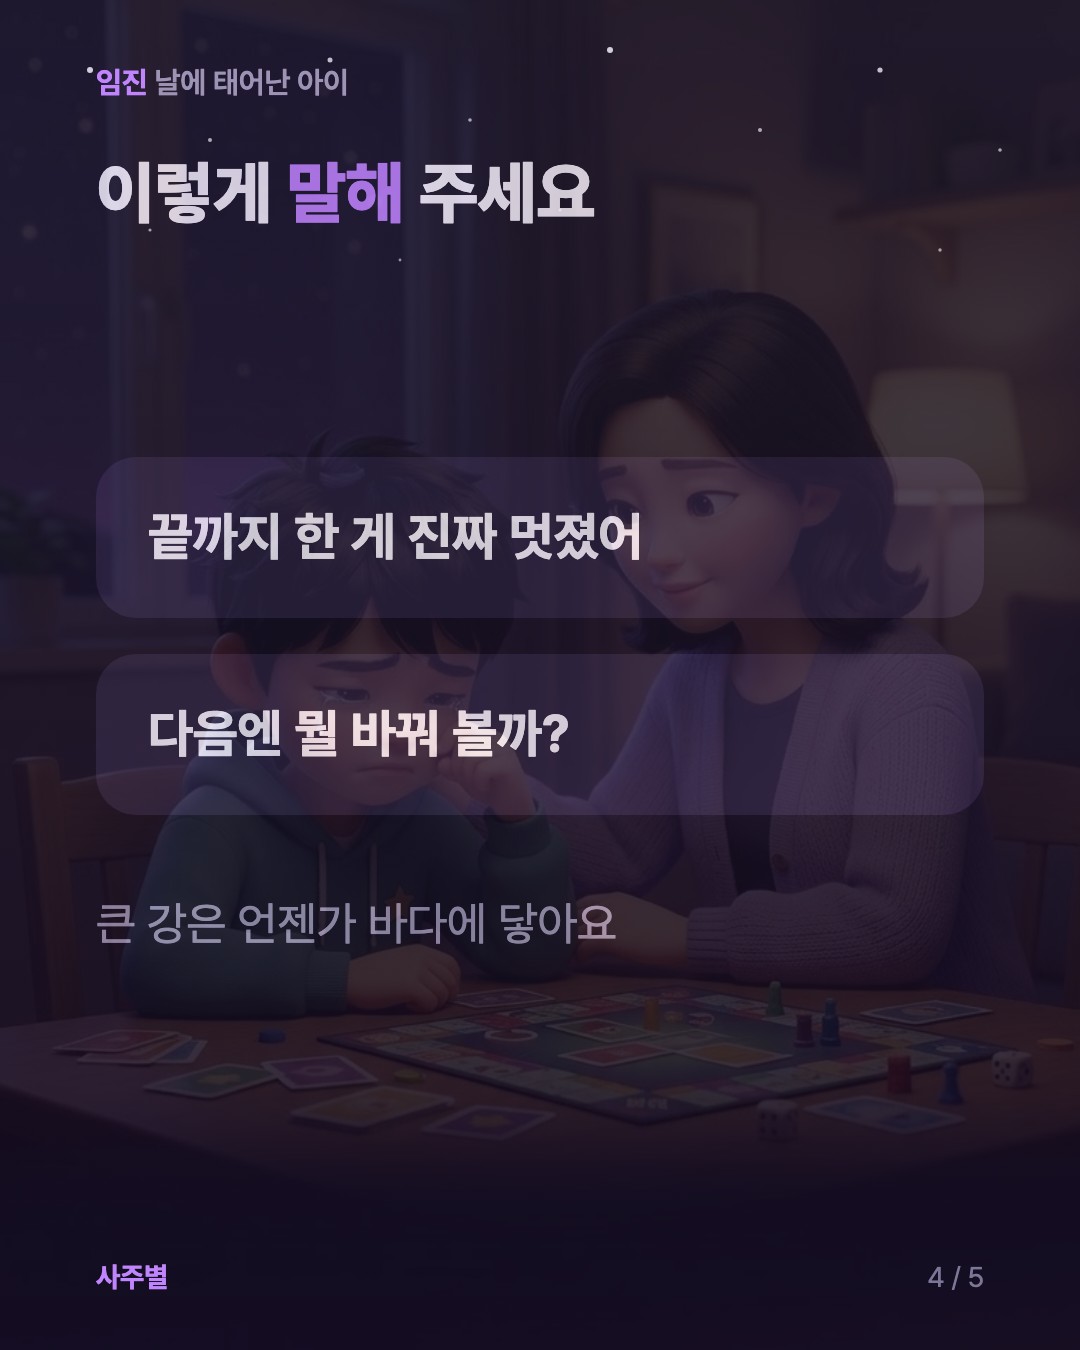 임진 날에 태어난 아이
이렇게 말해 주세요
끝까지 한 게 진짜 멋졌어
다음엔 뭘 바꿔 볼까?
큰 강은 언젠가 바다에 닿아요
사주별
4 / 5